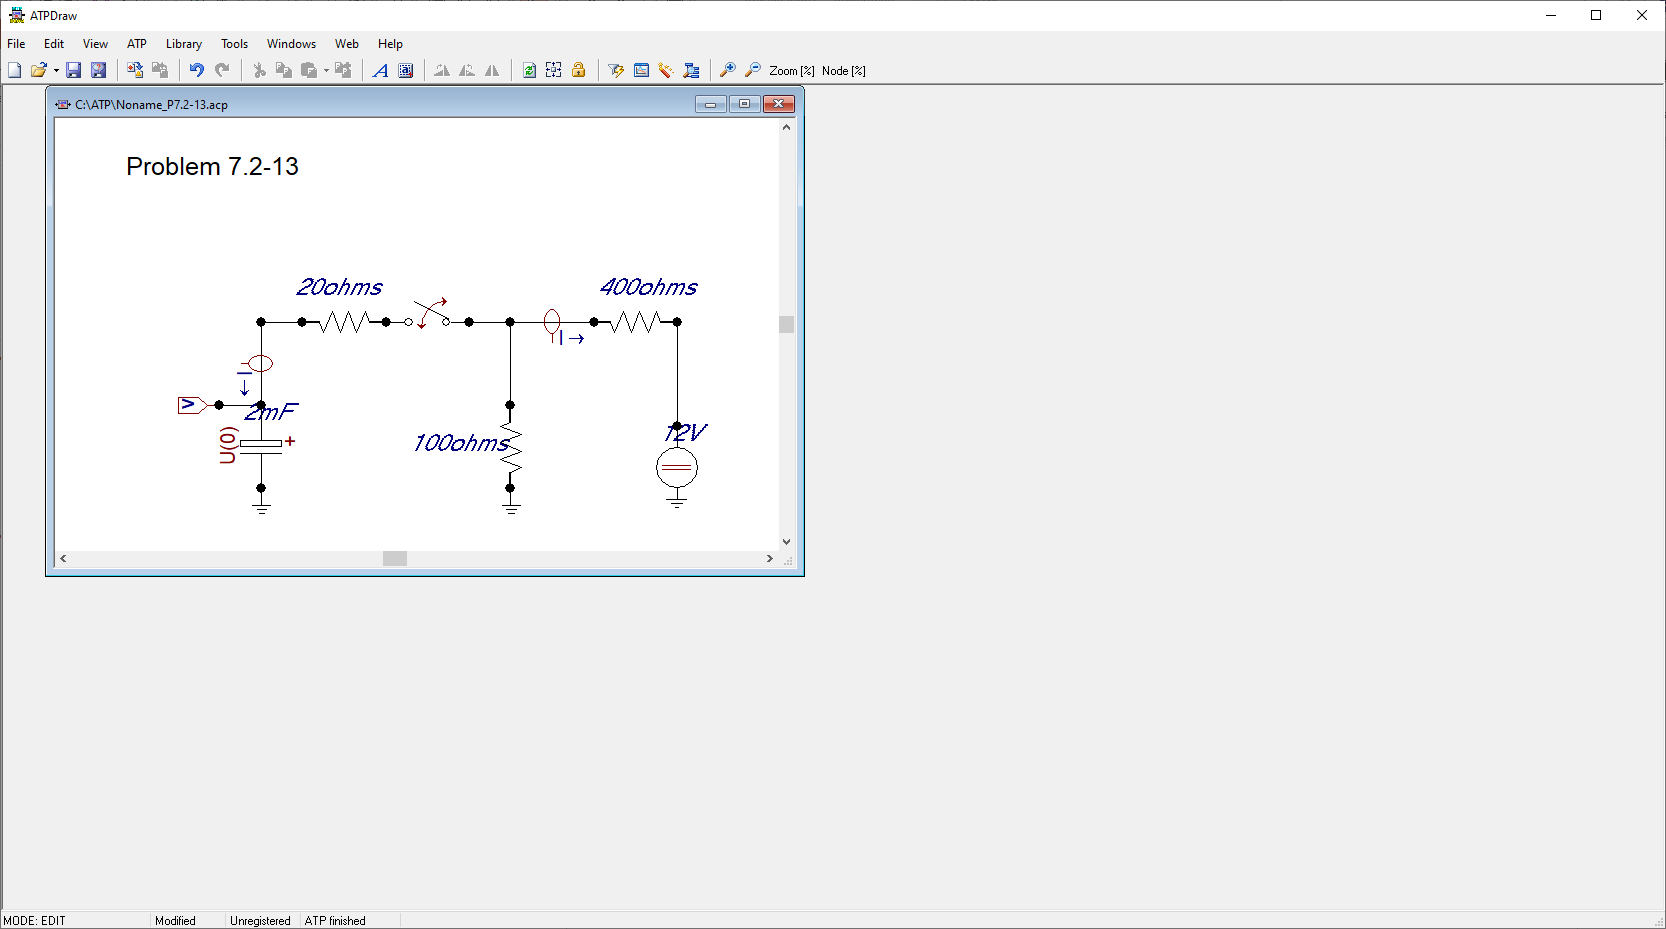 ATPDraw
File Edit View ATP Library Tools Windows Web Help
A Zoom [%] Node [%]
C:\ATP\Noname_P7.2-13.acp
Problem 7.2-13
20ohms 400ohms
I
I
V
2mF
U(0) +
100ohms
12V
MODE: EDIT Modified Unregistered ATP finished